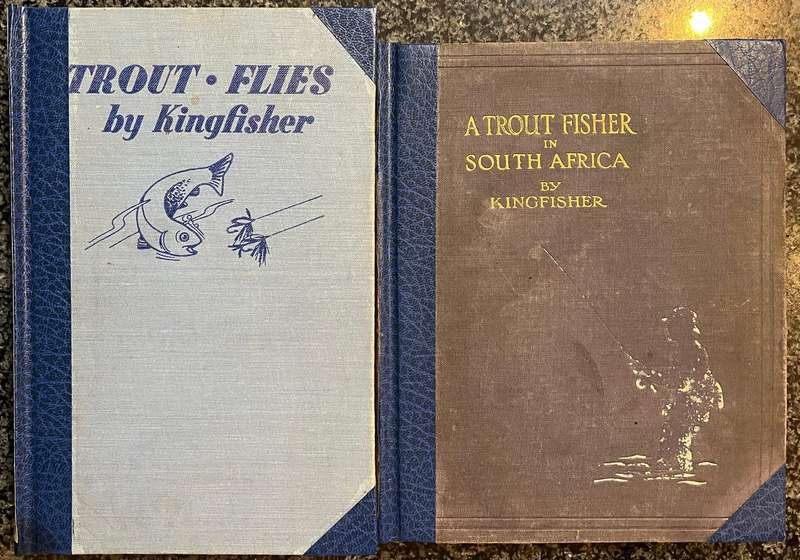 TROUT • FLIES
by Kingfisher
A TROUT FISHER
IN
SOUTH AFRICA
BY
KINGFISHER